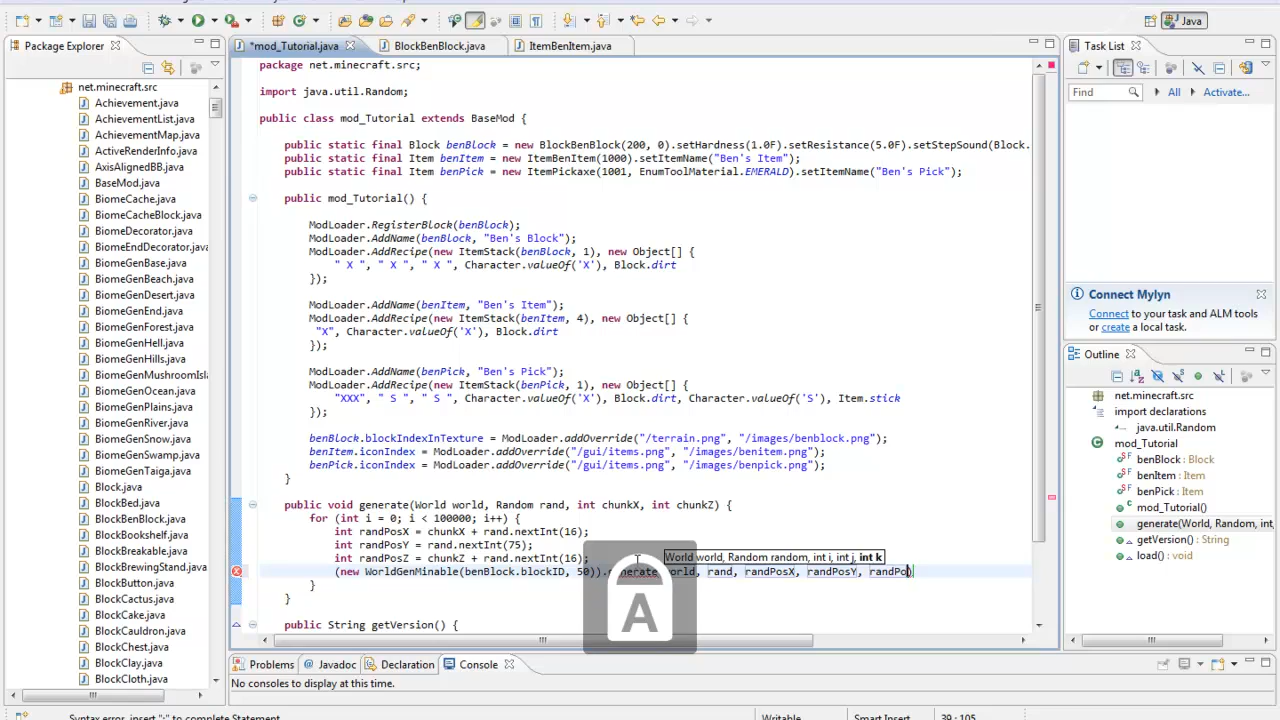 Java
Package Explorer
*mod_Tutorial.java
BlockBenBlock.java
ItemBenItem.java
Task List
net.minecraft.src
Achievement.java
AchievementList.java
AchievementMap.java
ActiveRenderInfo.java
AxisAlignedBB.java
BaseMod.java
BiomeCache.java
BiomeCacheBlock.java
BiomeDecorator.java
BiomeEndDecorator.java
BiomeGenBase.java
BiomeGenBeach.java
BiomeGenDesert.java
BiomeGenEnd.java
BiomeGenForest.java
BiomeGenHell.java
BiomeGenHills.java
BiomeGenMushroomIsl
BiomeGenOcean.java
BiomeGenPlains.java
BiomeGenRiver.java
BiomeGenSnow.java
BiomeGenSwamp.java
BiomeGenTaiga.java
Block.java
BlockBed.java
BlockBenBlock.java
BlockBookshelf.java
BlockBreakable.java
BlockBrewingStand.java
BlockCactus.java
BlockCake.java
BlockCauldron.java
BlockChest.java
BlockClay.java
BlockCloth.java
package net.minecraft.src;
import java.util.Random;
public class mod_Tutorial extends BaseMod {
public static final Block benBlock = new BlockBenBlock(200, 0).setHardness(1.0F).setResistance(5.0F).setStepSound(Block.
public static final Item benItem = new ItemBenItem(1000).setItemName("Ben's Item");
public static final Item benPick = new ItemPickaxe(1001, EnumToolMaterial.EMERALD).setItemName("Ben's Pick");
public mod_Tutorial() {
ModLoader.RegisterBlock(benBlock);
ModLoader.AddName(benBlock, "Ben's Block");
ModLoader.AddRecipe(new ItemStack(benBlock, 1), new Object[] {
" X ", " X ", " X ", Character.valueOf('X'), Block.dirt
});
ModLoader.AddName(benItem, "Ben's Item");
ModLoader.AddRecipe(new ItemStack(benItem, 4), new Object[] {
"X", Character.valueOf('X'), Block.dirt
});
ModLoader.AddName(benPick, "Ben's Pick");
ModLoader.AddRecipe(new ItemStack(benPick, 1), new Object[] {
"XXX", " S ", " S ", Character.valueOf('X'), Block.dirt, Character.valueOf('S'), Item.stick
});
benBlock.blockIndexInTexture = ModLoader.addOverride("/terrain.png", "/images/benblock.png");
benItem.iconIndex = ModLoader.addOverride("/gui/items.png", "/images/benitem.png");
benPick.iconIndex = ModLoader.addOverride("/gui/items.png", "/images/benpick.png");
}
public void generate(World world, Random rand, int chunkX, int chunkZ) {
for (int i = 0; i < 100000; i++) {
int randPosX = chunkX + rand.nextInt(16);
int randPosY = rand.nextInt(75);
int randPosZ = chunkZ + rand.nextInt(16);
World world, Random random, int i, int j, int k
(new WorldGenMinable(benBlock.blockID, 50)).generate(world, rand, randPosX, randPosY, randPo)
}
}
public String getVersion() {
A
Find
All
Activate...
Connect Mylyn
Connect to your task and ALM tools
or create a local task.
Outline
net.minecraft.src
import declarations
java.util.Random
mod_Tutorial
benBlock : Block
benItem : Item
benPick : Item
mod_Tutorial()
generate(World, Random, int,
getVersion() : String
load() : void
Problems
Javadoc
Declaration
Console
No consoles to display at this time.
Syntax error, insert ";" to complete Statement
Writable
Smart Insert
39 : 105